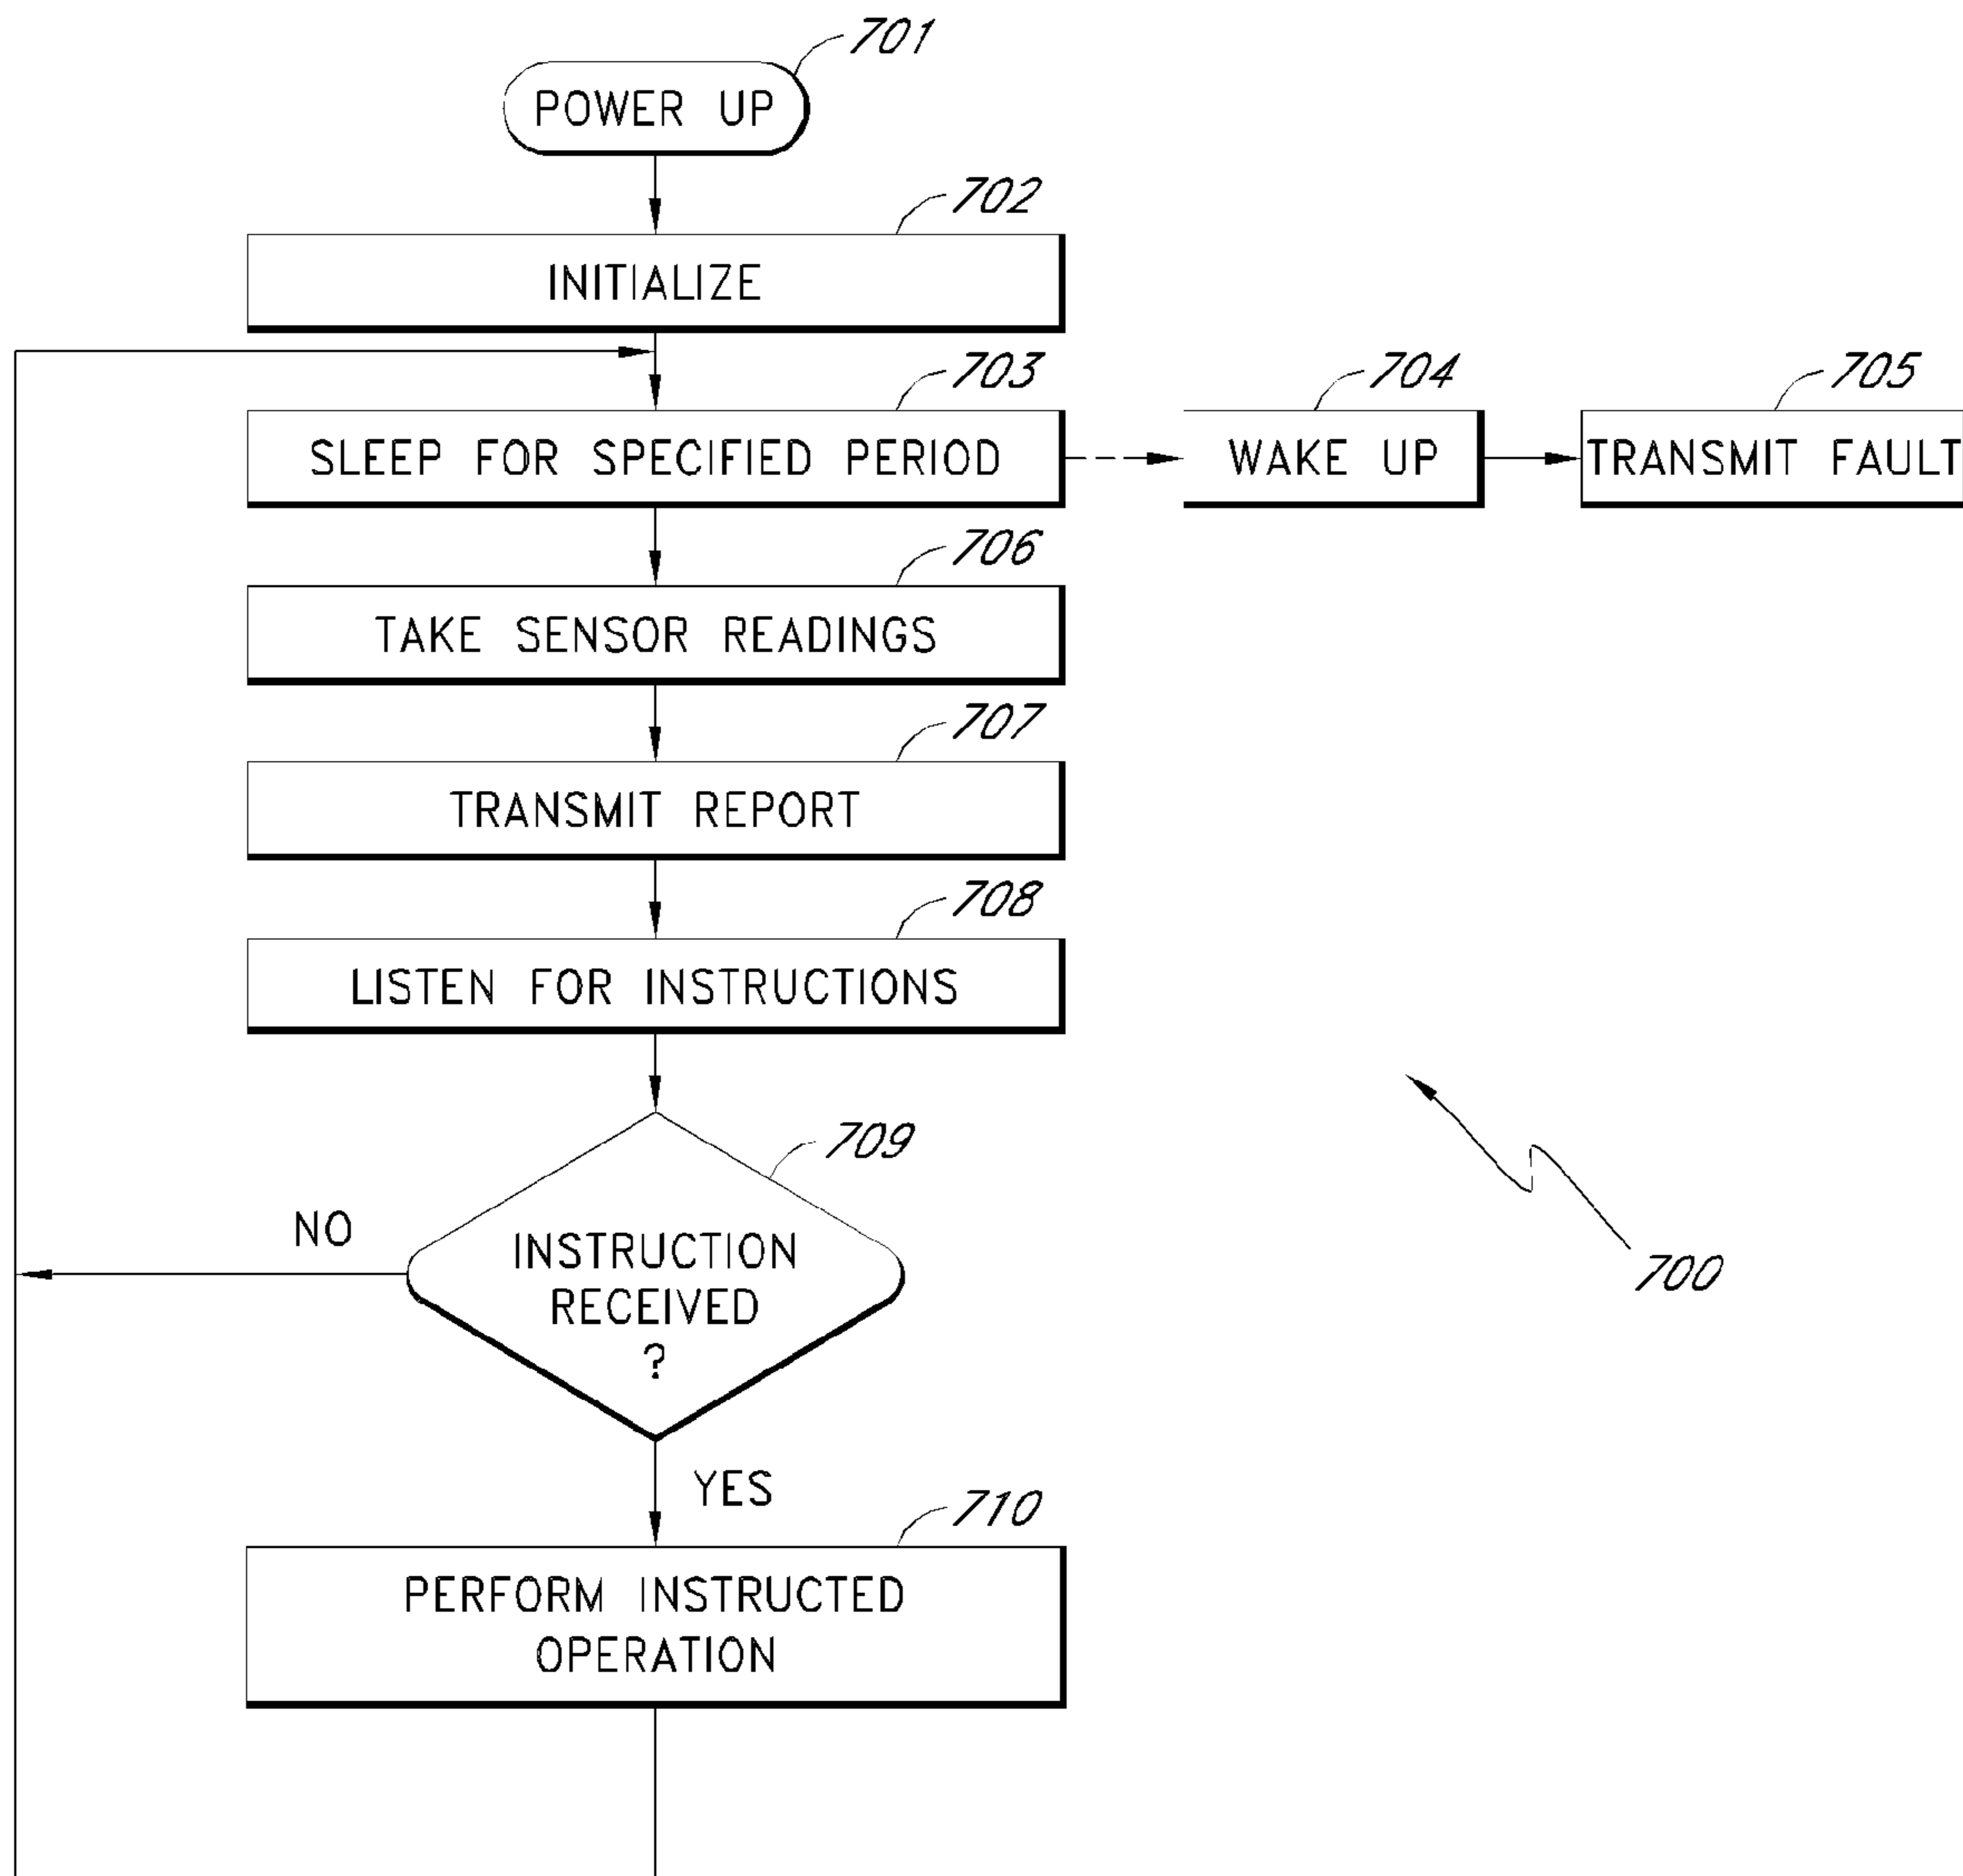 701
POWER UP
702
INITIALIZE
703
SLEEP FOR SPECIFIED PERIOD
704
WAKE UP
705
TRANSMIT FAULT
706
TAKE SENSOR READINGS
707
TRANSMIT REPORT
708
LISTEN FOR INSTRUCTIONS
709
INSTRUCTION
RECEIVED
?
NO
700
YES
710
PERFORM INSTRUCTED
OPERATION